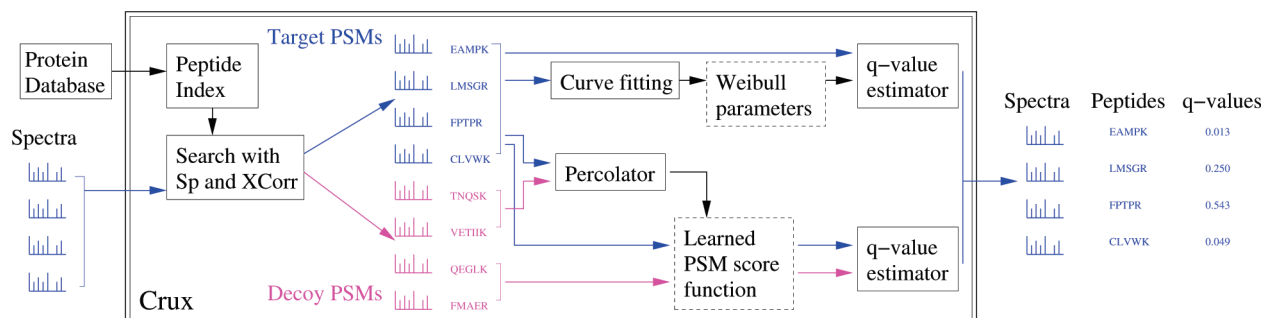 Protein
Database
Spectra
Peptide
Index
Search with
Sp and XCorr
Crux
Target PSMs
EAMPK
LMSGR
FPTPR
CLVWK
TNQSK
VETIIK
QEGLK
FMAER
Decoy PSMs
Curve fitting
Weibull
parameters
q-value
estimator
Percolator
Learned
PSM score
function
q-value
estimator
Spectra Peptides q-values
EAMPK 0.013
LMSGR 0.250
FPTPR 0.543
CLVWK 0.049